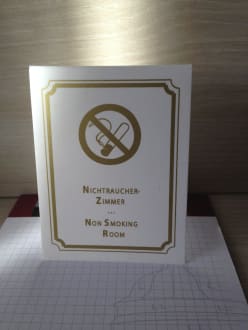 NICHTRAUCHER-
ZIMMER
...
NON SMOKING
ROOM